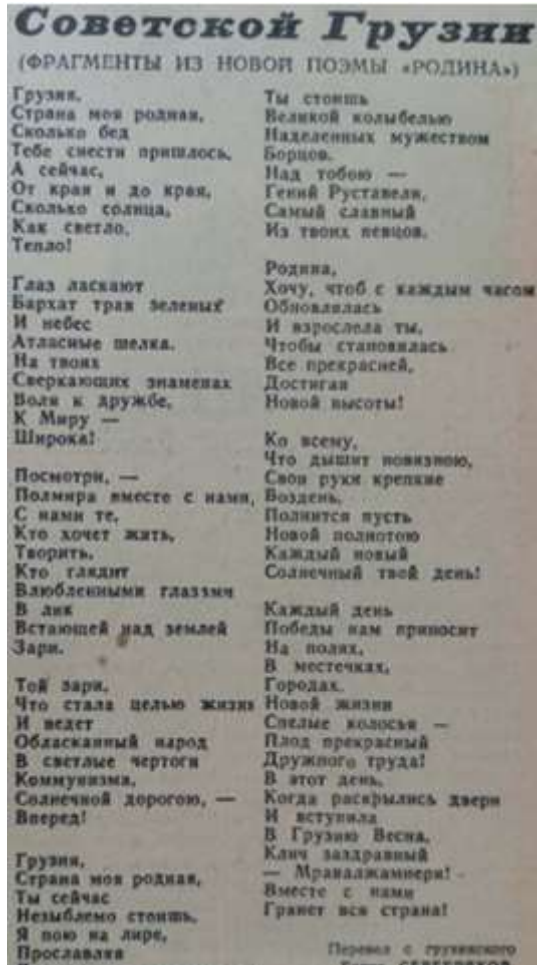 Советской Грузии
(ФРАГМЕНТЫ ИЗ НОВОЙ ПОЭМЫ «РОДИНА»)
Грузия,
Страна моя родная,
Сколько бед
Тебе снести пришлось,
А сейчас,
От края и до края,
Сколько солнца,
Как светло,
Тепло!
Глаз ласкают
Бархат трав зеленых
И небес
Атласные шелка.
На твоих
Сверкающих знаменах
Воля к дружбе,
К Миру —
Широка!
Посмотри, —
Полмира вместе с нами,
С нами те,
Кто хочет жить,
Творить,
Кто глядит
Влюбленными глазами
В лик
Встающей над землей
Зари.
Той зари,
Что стала целью жизни
И ведет
Обласканный народ
В светлые чертоги
Коммунизма,
Солнечной дорогою, —
Вперед!
Грузия,
Страна моя родная,
Ты сейчас
Незыблемо стоишь.
Я пою на лире,
Прославляя
Ты стоишь
Великой колыбелью
Наделенных мужеством
Борцов.
Над тобою —
Гений Руставели,
Самый славный
Из твоих певцов.
Родина,
Хочу, чтоб с каждым часом
Обновлялась
И взрослела ты,
Чтобы становилась
Все прекрасней,
Достигая
Новой высоты!
Ко всему,
Что дышит новизною,
Свои руки крепкие
Воздень,
Полнится пусть
Новой полнотою
Каждый новый
Солнечный твой день!
Каждый день
Победы нам приносит
На полях,
В местечках,
Городах.
Новой жизни
Спелые колосья —
Плод прекрасный
Дружного труда!
В этот день,
Когда раскрылись двери
И вступила
В Грузию Весна,
Клич заздравный
— Мравалжамиери! —
Вместе с нами
Грянет вся страна!
Перевел с грузинского